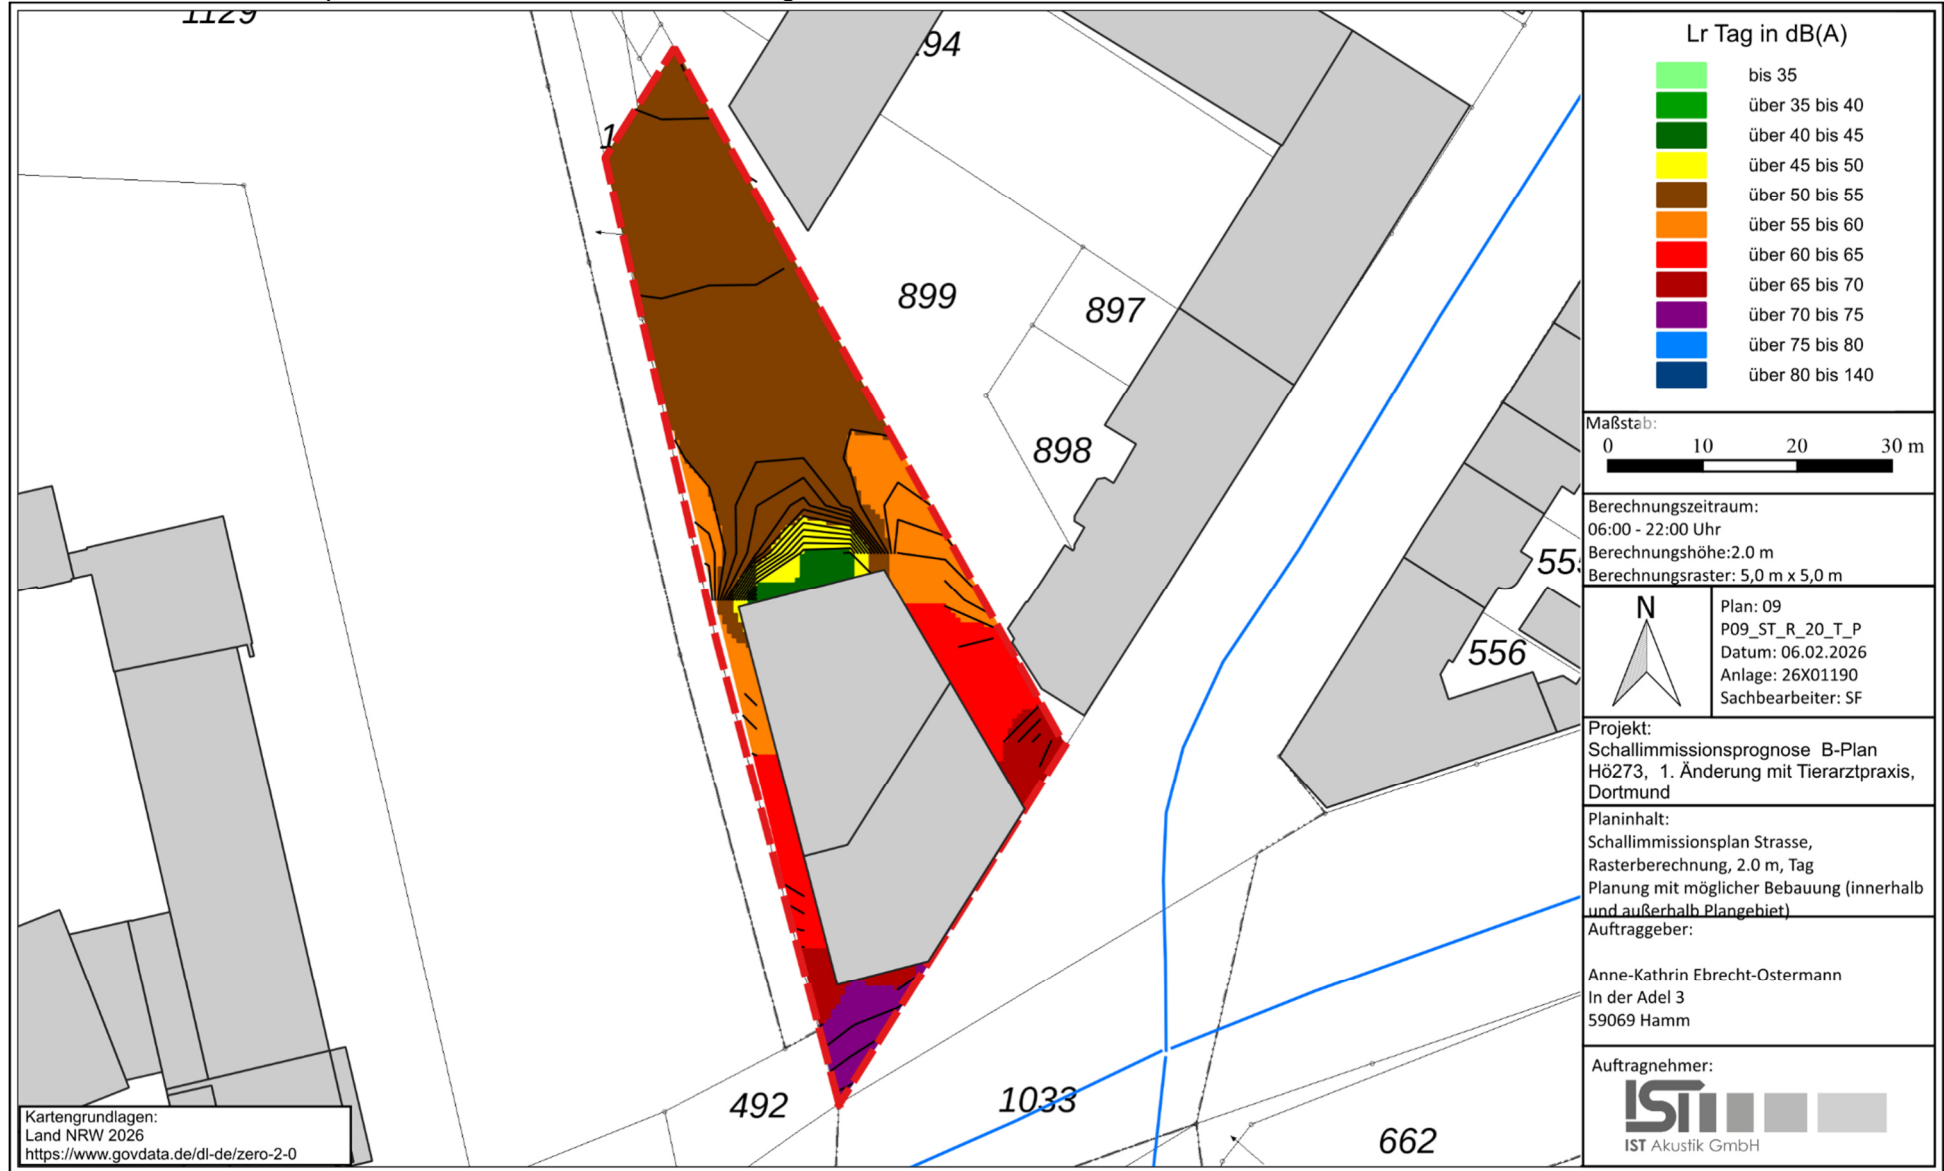 1129
94
1
899
897
898
556
492
1033
662
Lr Tag in dB(A)
bis 35
über 35 bis 40
über 40 bis 45
über 45 bis 50
über 50 bis 55
über 55 bis 60
über 60 bis 65
über 65 bis 70
über 70 bis 75
über 75 bis 80
über 80 bis 140
Maßstab:
0 10 20 30 m
Berechnungszeitraum:
06:00 - 22:00 Uhr
Berechnungshöhe:2.0 m
Berechnungsraster: 5,0 m x 5,0 m
N
Plan: 09
P09_ST_R_20_T_P
Datum: 06.02.2026
Anlage: 26X01190
Sachbearbeiter: SF
Projekt:
Schallimmissionsprognose B-Plan
Hö273, 1. Änderung mit Tierarztpraxis,
Dortmund
Planinhalt:
Schallimmissionsplan Strasse,
Rasterberechnung, 2.0 m, Tag
Planung mit möglicher Bebauung (innerhalb
und außerhalb Plangebiet)
Auftraggeber:
Anne-Kathrin Ebrecht-Ostermann
In der Adel 3
59069 Hamm
Auftragnehmer:
IST
IST Akustik GmbH
Kartengrundlagen:
Land NRW 2026
https://www.govdata.de/dl-de/zero-2-0